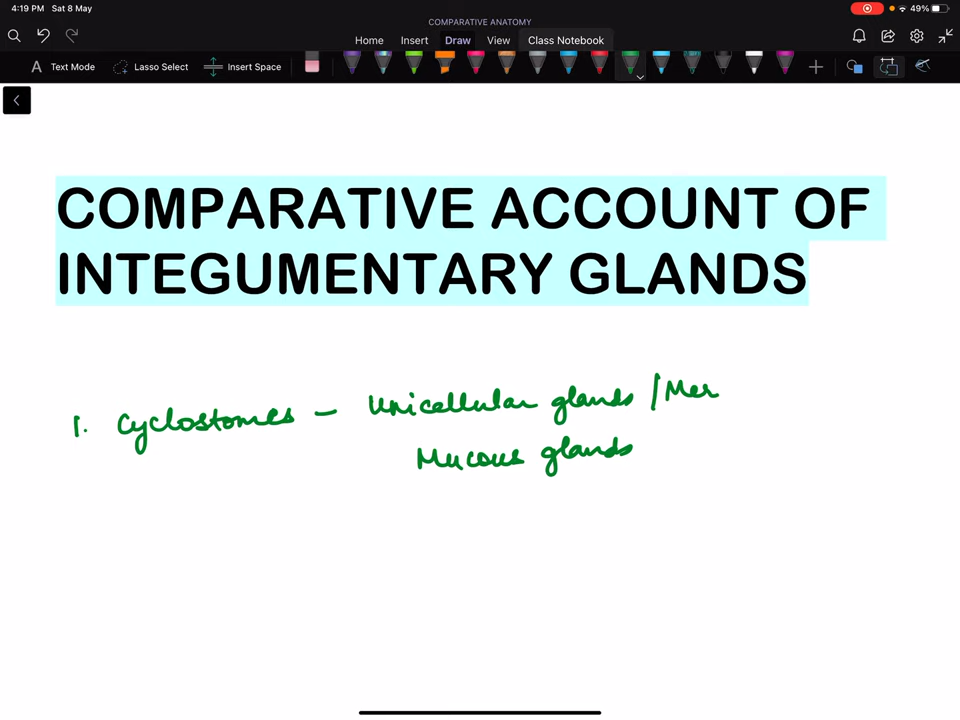 4:19 PM Sat 8 May
49%
COMPARATIVE ANATOMY
Home Insert Draw View Class Notebook
A Text Mode Lasso Select Insert Space
COMPARATIVE ACCOUNT OF
INTEGUMENTARY GLANDS
1. Cyclostomes – Unicellular glands / Mer
Mucous glands